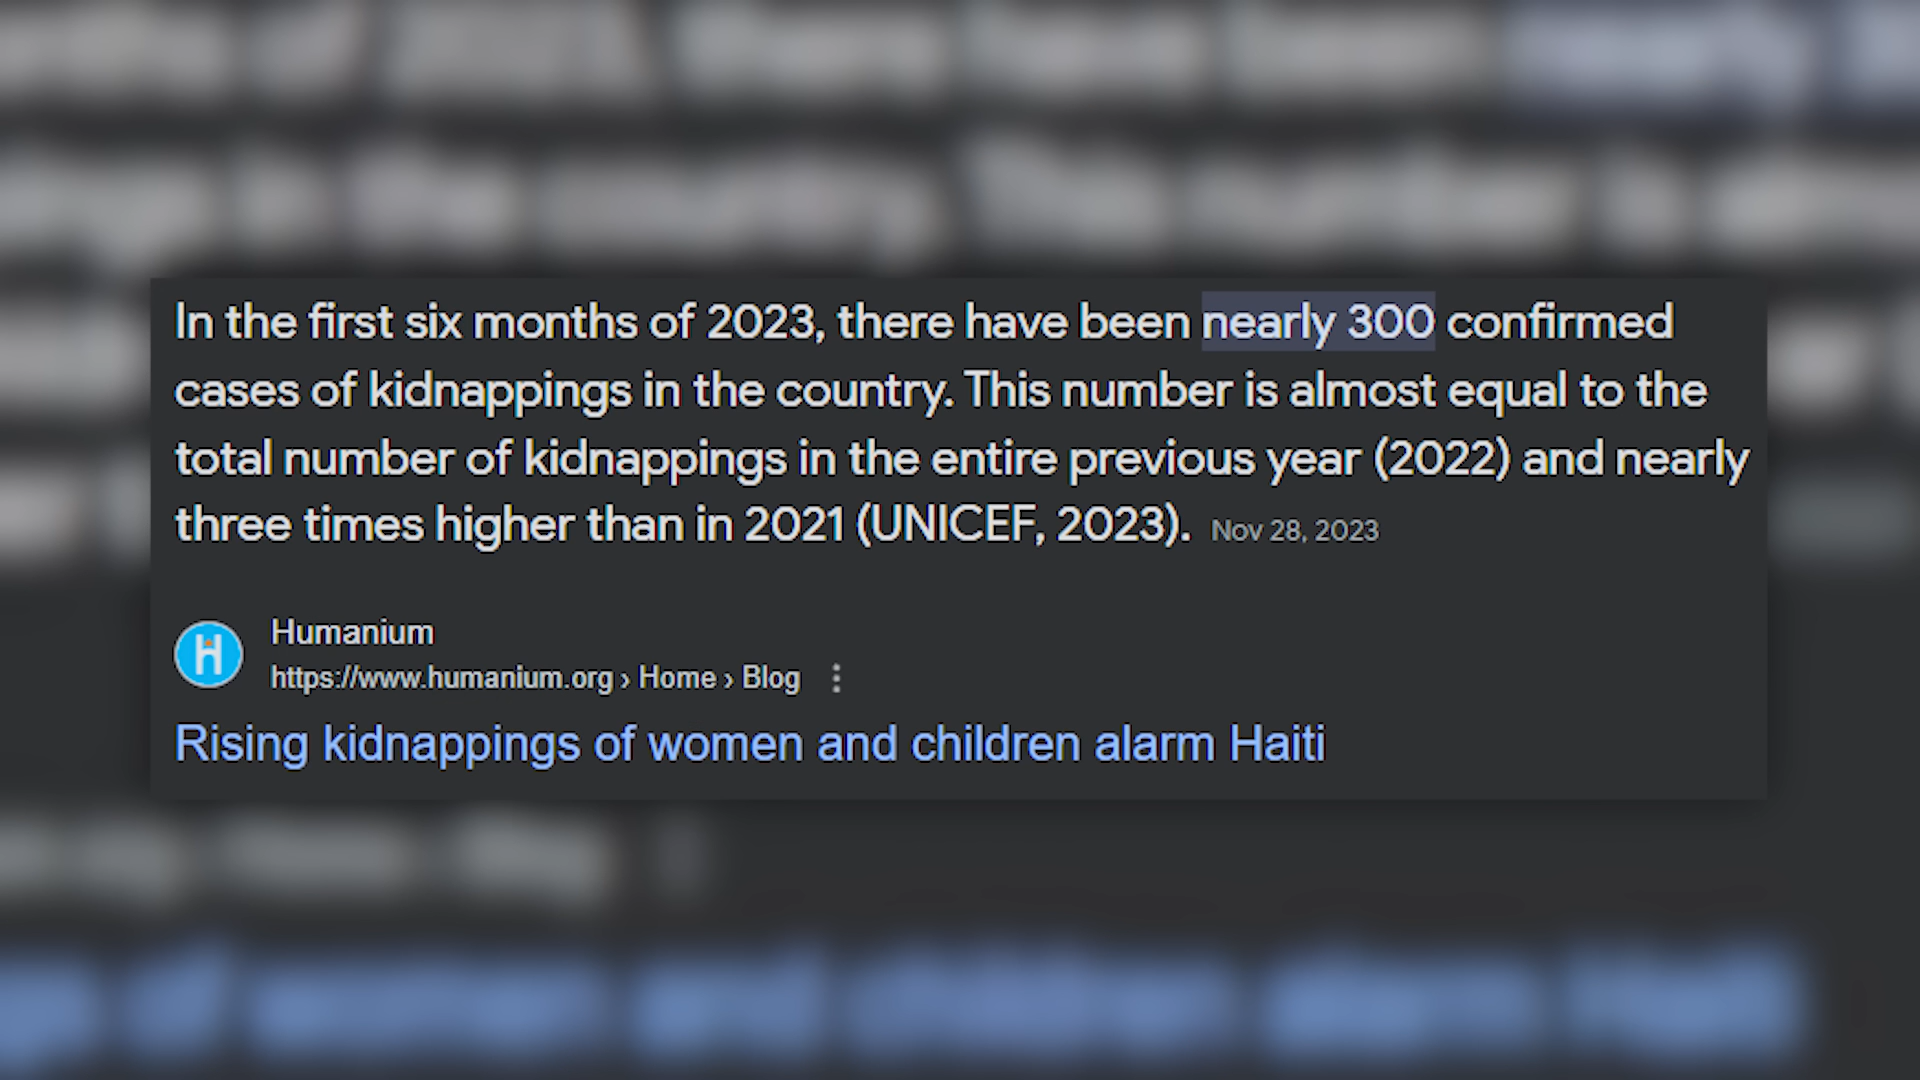 In the first six months of 2023, there have been nearly 300 confirmed
cases of kidnappings in the country. This number is almost equal to the
total number of kidnappings in the entire previous year (2022) and nearly
three times higher than in 2021 (UNICEF, 2023). Nov 28, 2023
H
Humanium
https://www.humanium.org › Home › Blog
Rising kidnappings of women and children alarm Haiti